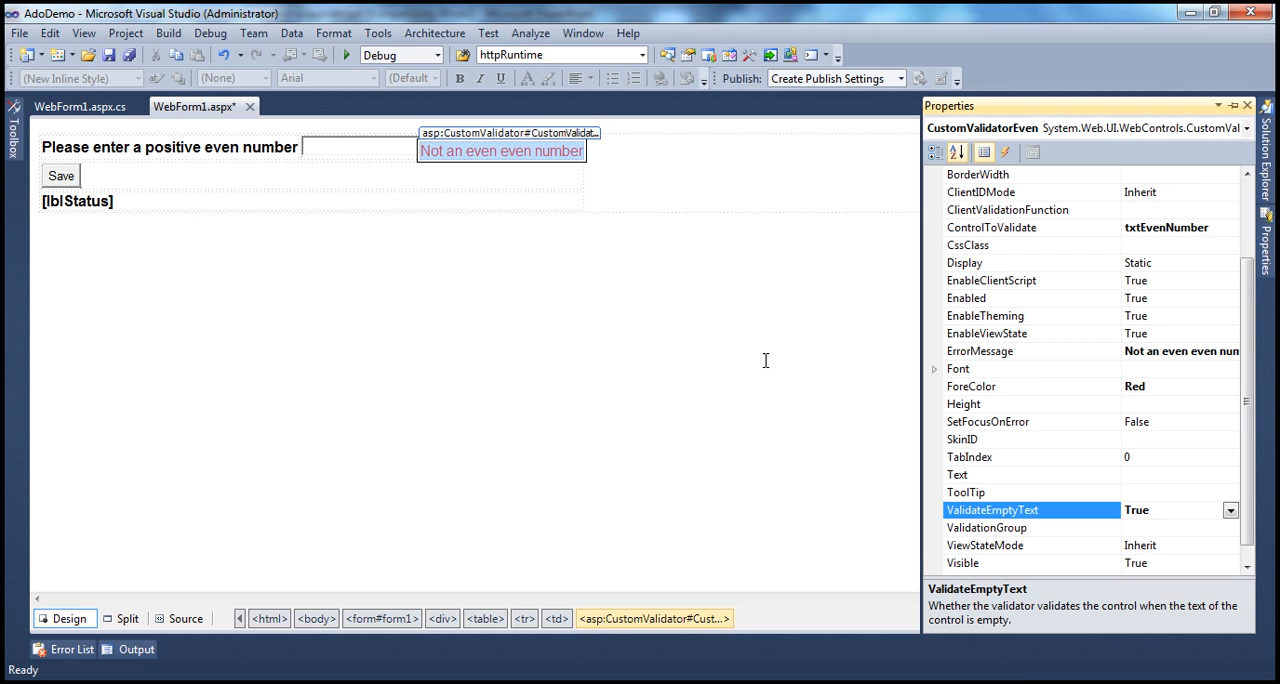 AdoDemo - Microsoft Visual Studio (Administrator)
File Edit View Project Build Debug Team Data Format Tools Architecture Test Analyze Window Help
Debug httpRuntime
(New Inline Style) (None) Arial (Default B I U A Publish: Create Publish Settings
WebForm1.aspx.cs WebForm1.aspx*
Toolbox
asp:CustomValidator#CustomValidat...
Please enter a positive even number Not an even even number
Save
[lblStatus]
Properties
CustomValidatorEven System.Web.UI.WebControls.CustomVal
BorderWidth
ClientIDMode Inherit
ClientValidationFunction
ControlToValidate txtEvenNumber
CssClass
Display Static
EnableClientScript True
Enabled True
EnableTheming True
EnableViewState True
ErrorMessage Not an even even num
Font
ForeColor Red
Height
SetFocusOnError False
SkinID
TabIndex 0
Text
ToolTip
ValidateEmptyText True
ValidationGroup
ViewStateMode Inherit
Visible True
ValidateEmptyText
Whether the validator validates the control when the text of the
control is empty.
Solution Explorer
Properties
Design Split Source <html> <body> <form#form1> <div> <table> <tr> <td> <asp:CustomValidator#Cust...>
Error List Output
Ready